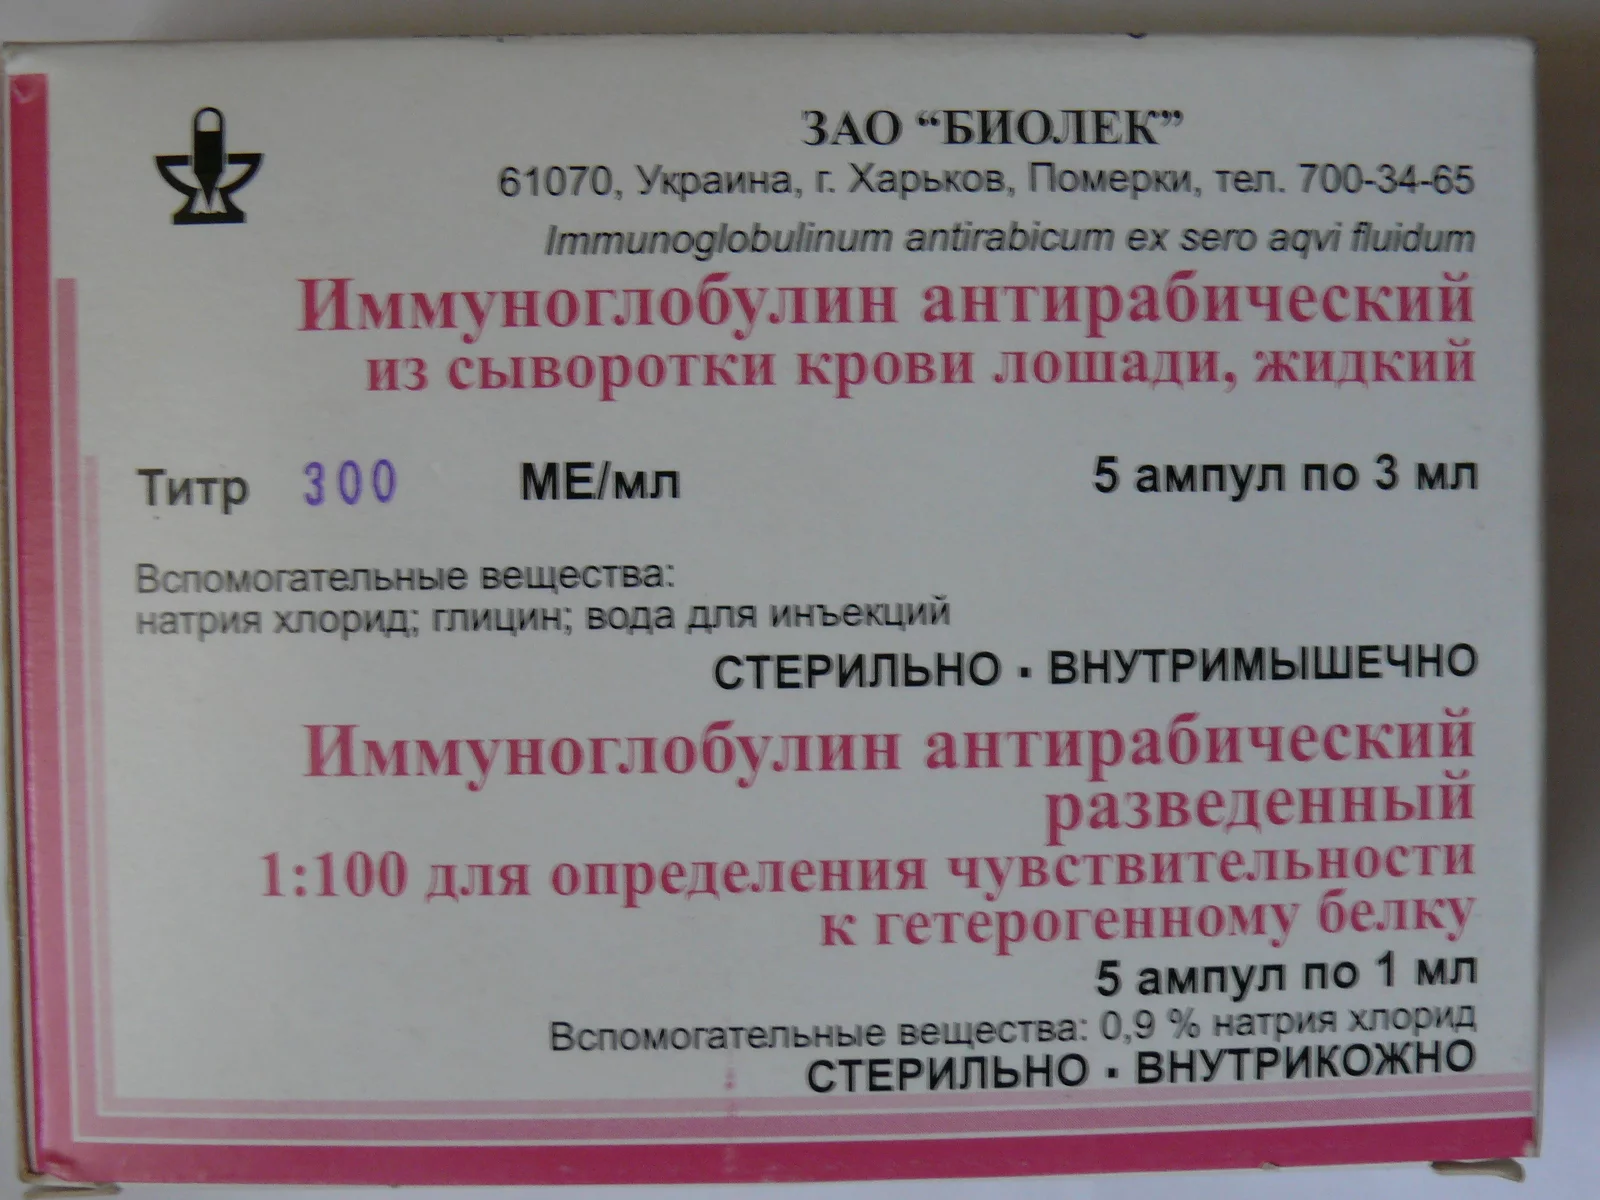 ЗАО “БИОЛЕК”
61070, Украина, г. Харьков, Померки, тел. 700-34-65
Immunoglobulinum antirabicum ex sero aqvi fluidum
Иммуноглобулин антирабический
из сыворотки крови лошади, жидкий
Титр 300 МЕ/мл 5 ампул по 3 мл
Вспомогательные вещества:
натрия хлорид; глицин; вода для инъекций
СТЕРИЛЬНО · ВНУТРИМЫШЕЧНО
Иммуноглобулин антирабический
разведенный
1:100 для определения чувствительности
к гетерогенному белку
5 ампул по 1 мл
Вспомогательные вещества: 0,9 % натрия хлорид
СТЕРИЛЬНО · ВНУТРИКОЖНО